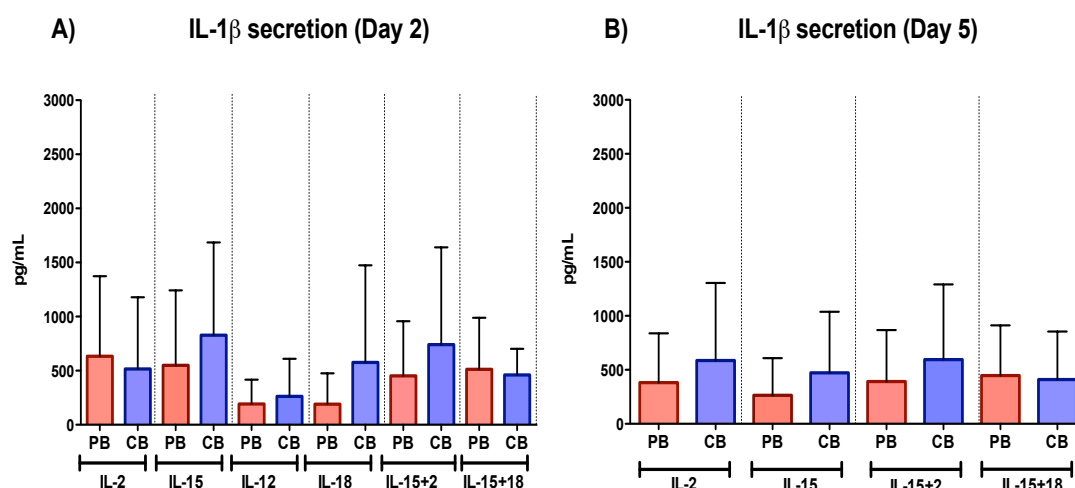 A) IL-1β secretion (Day 2)
3000
2500
2000
1500
1000
500
0
pg/mL
PB CB PB CB PB CB PB CB PB CB PB CB
IL-2 IL-15 IL-12 IL-18 IL-15+2 IL-15+18
B) IL-1β secretion (Day 5)
3000
2500
2000
1500
1000
500
0
pg/mL
PB CB PB CB PB CB PB CB
IL-2 IL-15 IL-15+2 IL-15+18